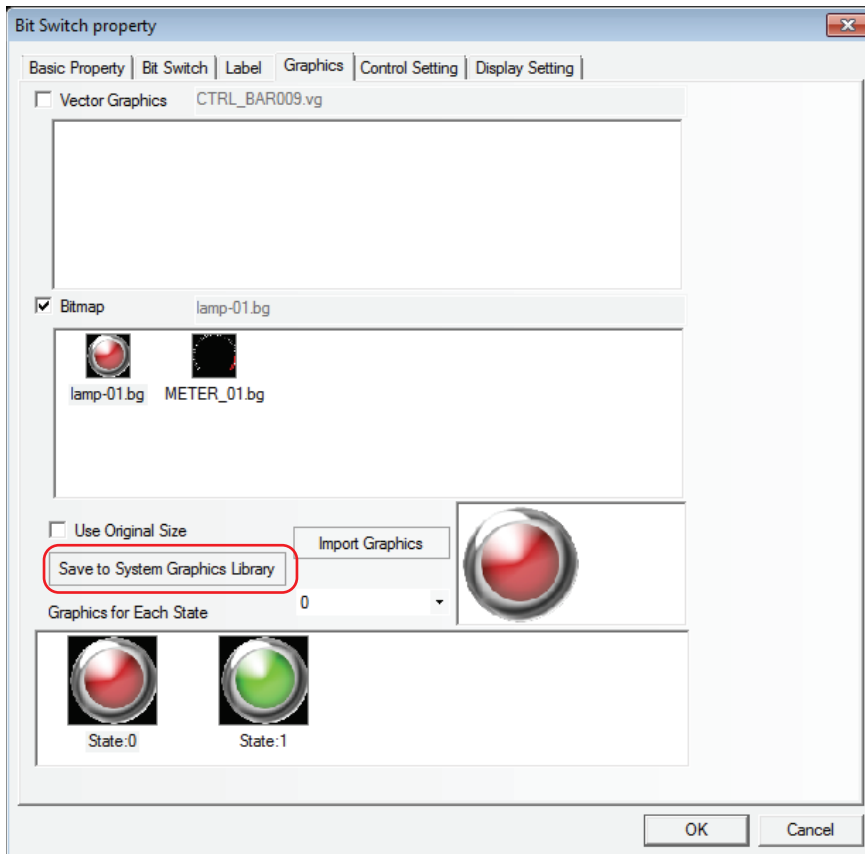 Bit Switch property
Basic Property Bit Switch Label Graphics Control Setting Display Setting
Vector Graphics CTRL_BAR009.vg
Bitmap lamp-01.bg
lamp-01.bg METER_01.bg
Use Original Size
Import Graphics
Save to System Graphics Library
0
Graphics for Each State
State:0 State:1
OK Cancel